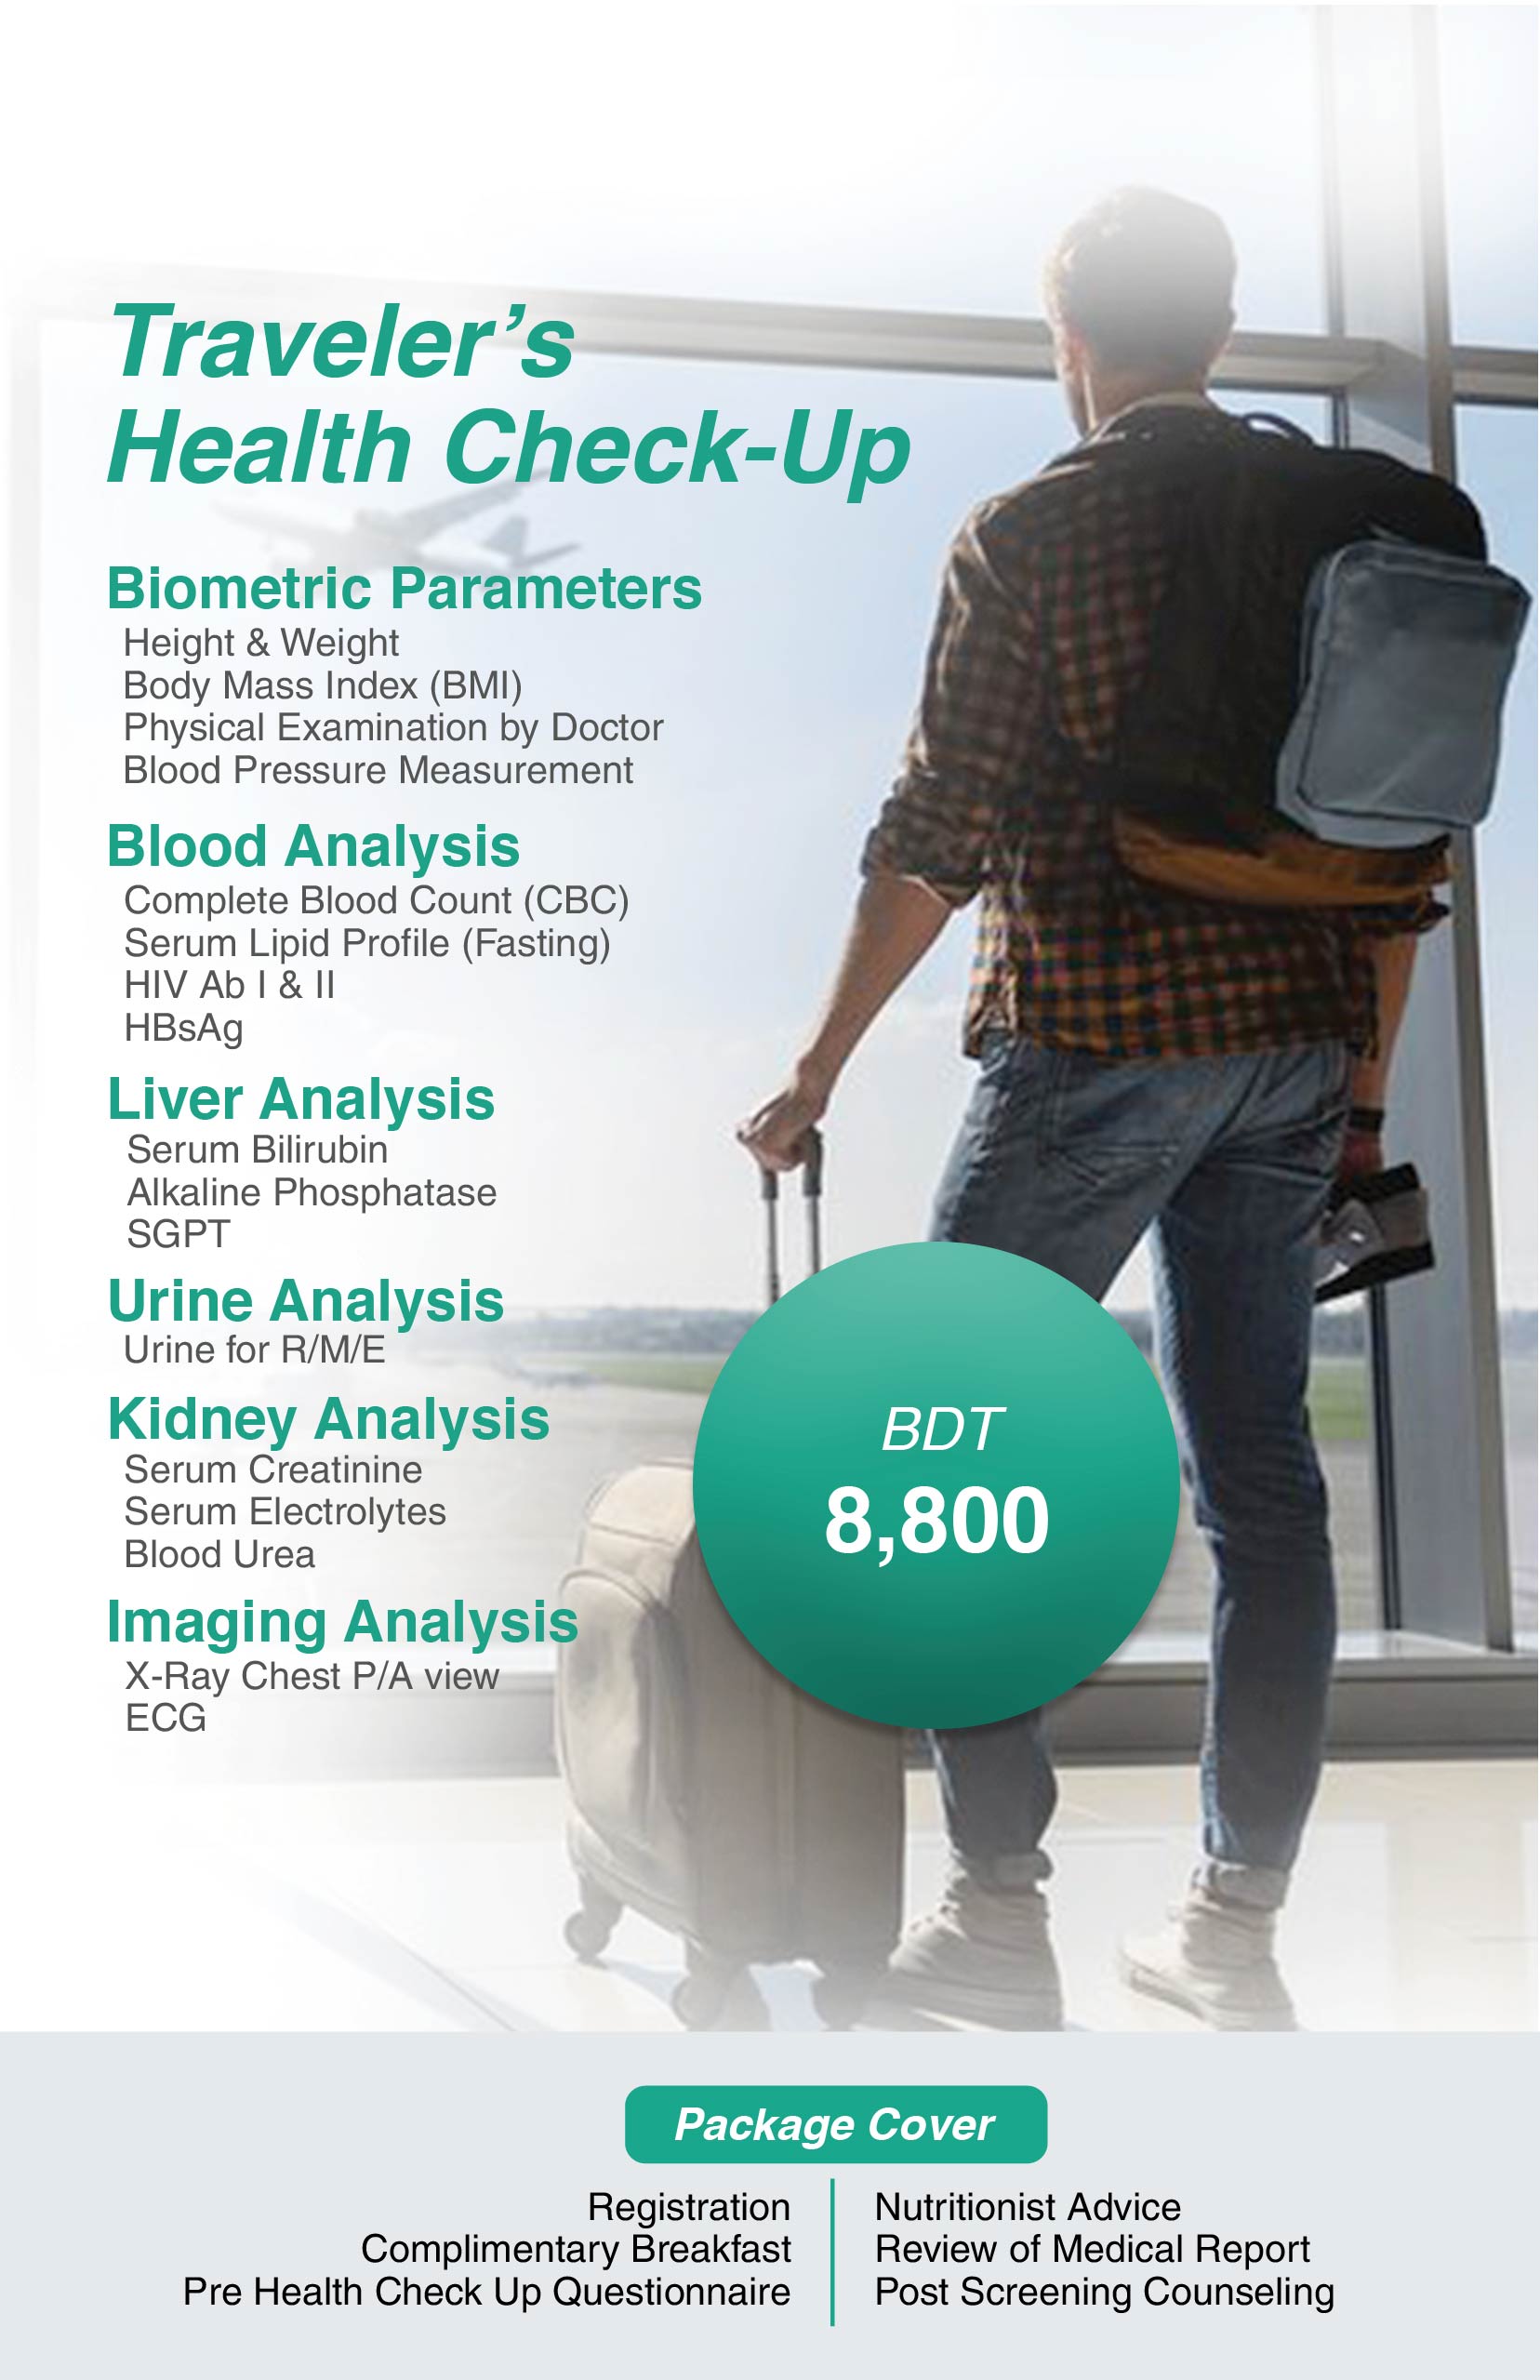 Traveler’s
Health Check-Up
Biometric Parameters
Height & Weight
Body Mass Index (BMI)
Physical Examination by Doctor
Blood Pressure Measurement
Blood Analysis
Complete Blood Count (CBC)
Serum Lipid Profile (Fasting)
HIV Ab I & II
HBsAg
Liver Analysis
Serum Bilirubin
Alkaline Phosphatase
SGPT
Urine Analysis
Urine for R/M/E
Kidney Analysis
Serum Creatinine
Serum Electrolytes
Blood Urea
Imaging Analysis
X-Ray Chest P/A view
ECG
BDT
8,800
Package Cover
Registration
Complimentary Breakfast
Pre Health Check Up Questionnaire
Nutritionist Advice
Review of Medical Report
Post Screening Counseling